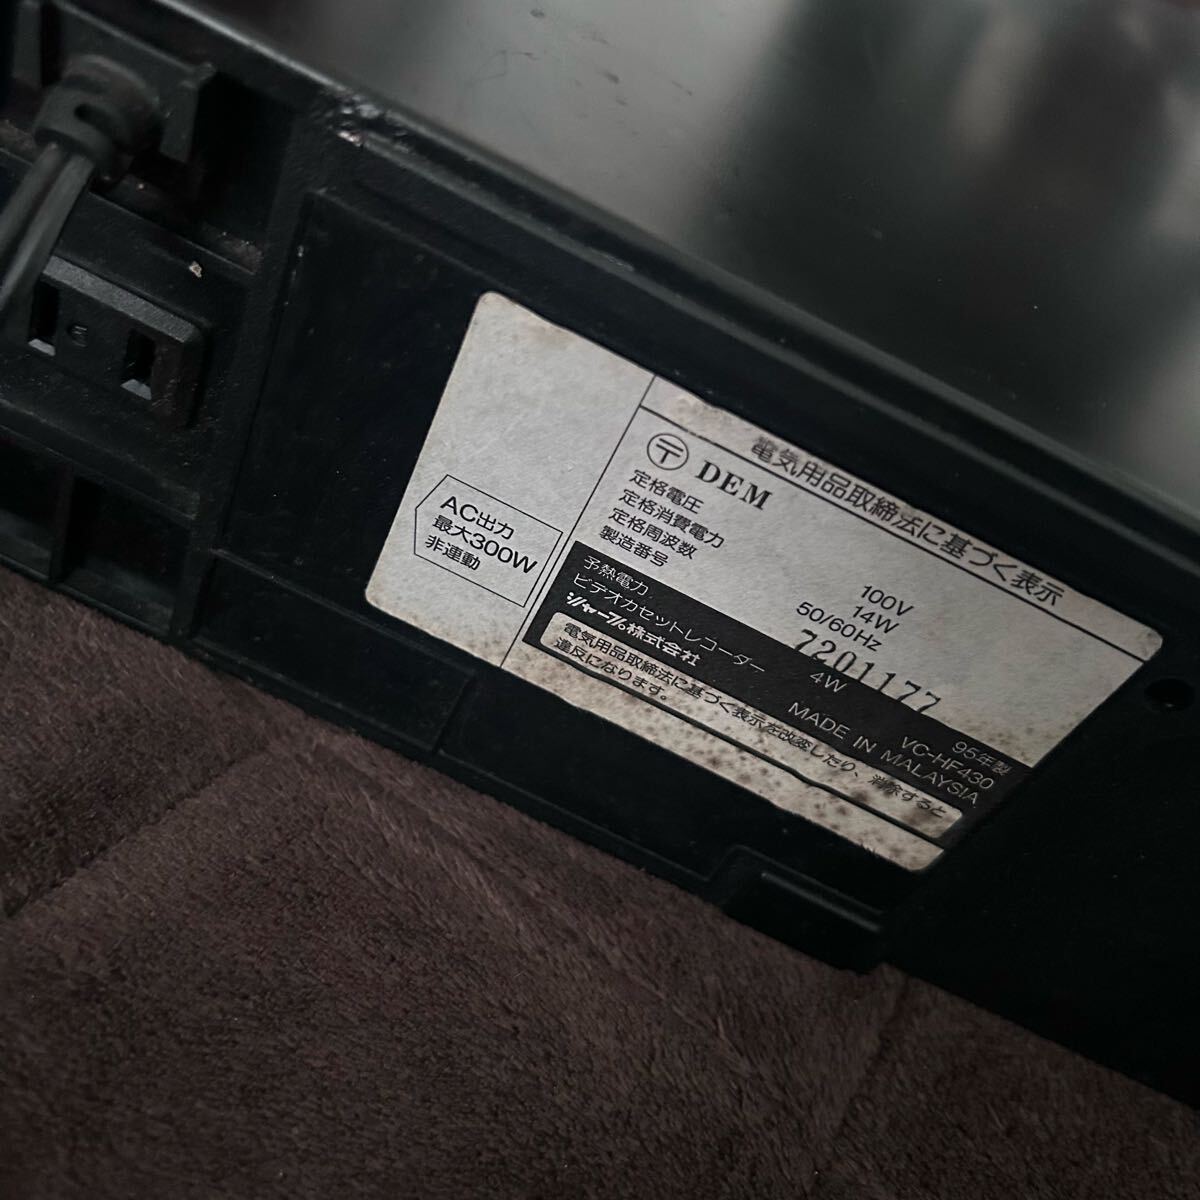 電気用品取締法に基づく表示
〒 DEM
定格電圧 100V
定格消費電力 14W
定格周波数 50/60Hz
製造番号 7201177
AC出力
最大300W
非連動
予熱電力 4W 95年製
ビデオカセットレコーダー VC-HF430
シャープ株式会社 MADE IN MALAYSIA
電気用品取締法に基づく表示を改変したり、消除すると
違反になります。